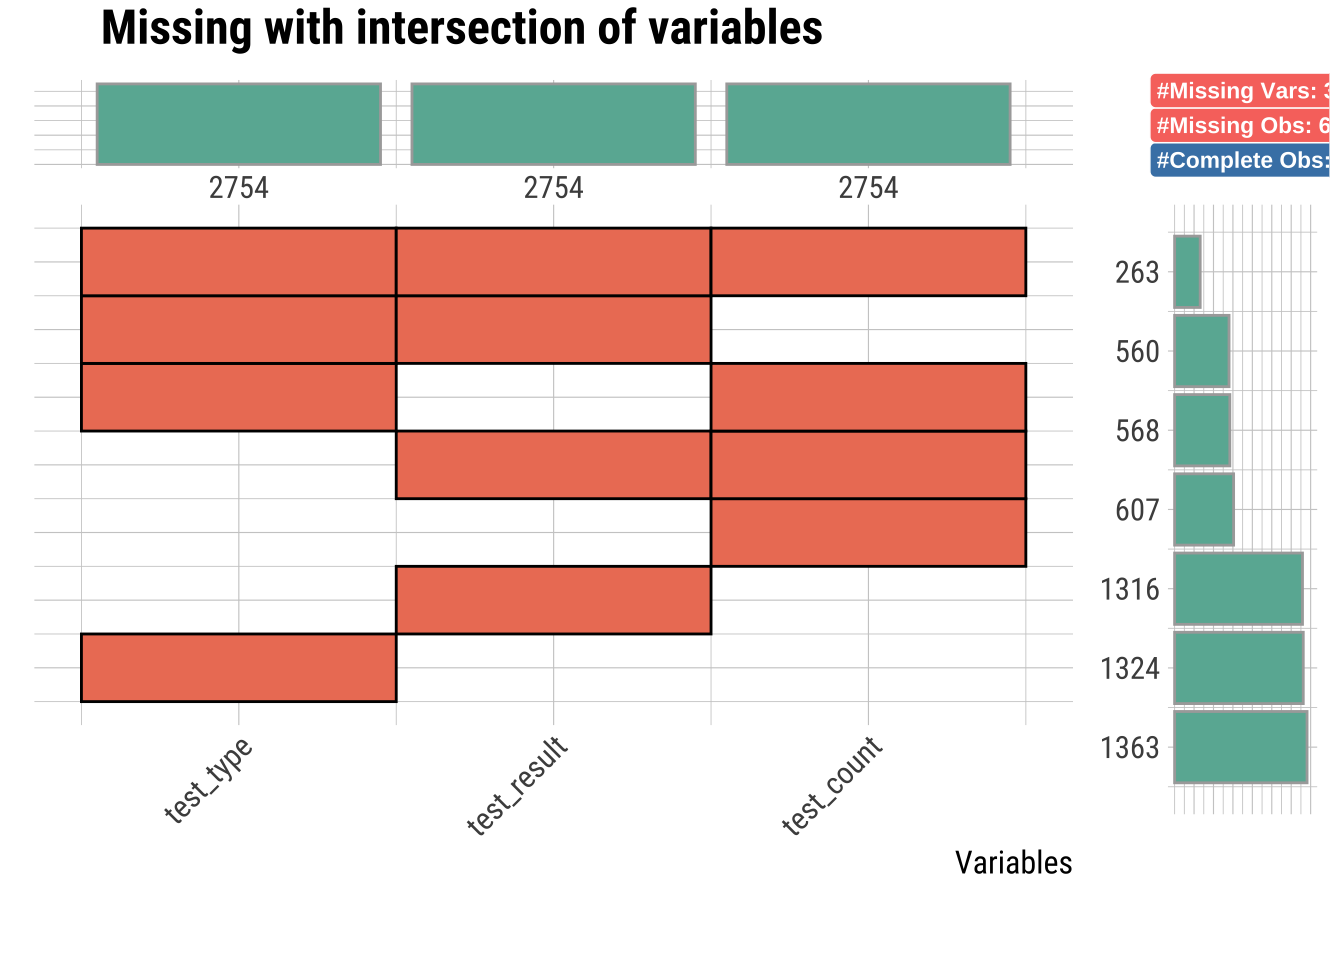 Missing with intersection of variables
#Missing Vars: 3
#Missing Obs: 6
#Complete Obs:
2754 2754 2754
263
560
568
607
1316
1324
1363
test_type test_result test_count
Variables